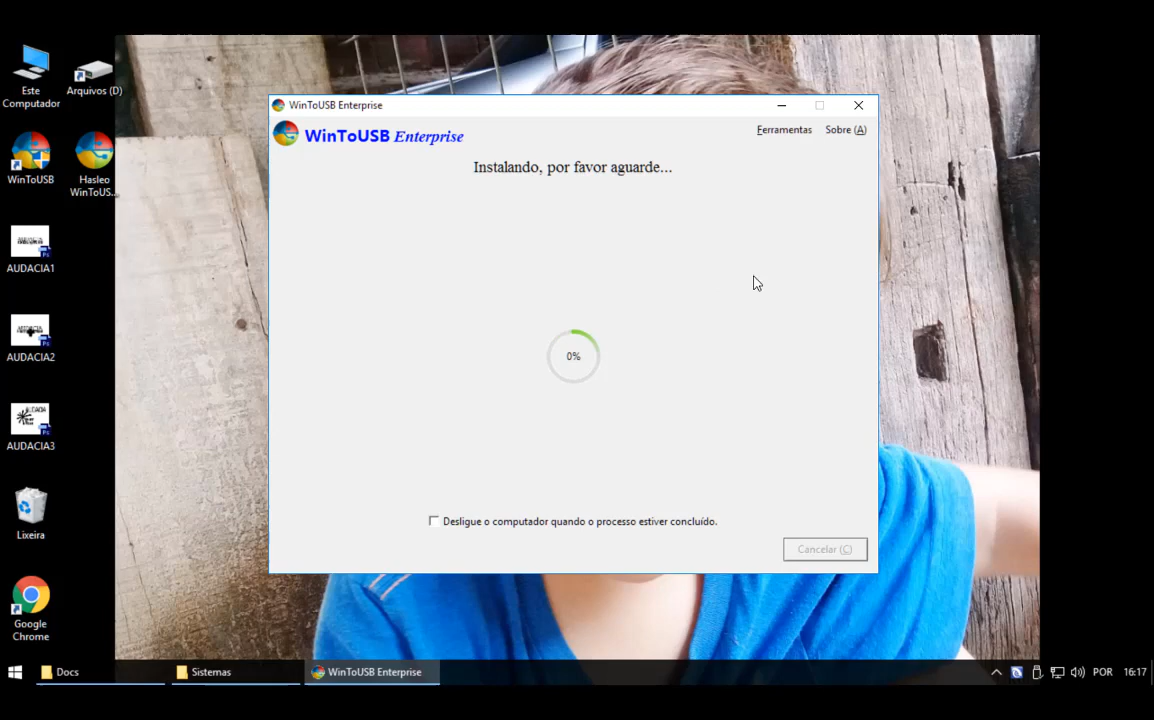 Este
Computador
Arquivos (D)
WinToUSB
Hasleo
WinToUS...
AUDACIA1
AUDACIA2
AUDACIA3
Lixeira
Google
Chrome
WinToUSB Enterprise
WinToUSB Enterprise
Ferramentas
Sobre (A)
Instalando, por favor aguarde...
0%
Desligue o computador quando o processo estiver concluído.
Cancelar (C)
Docs
Sistemas
WinToUSB Enterprise
POR
16:17